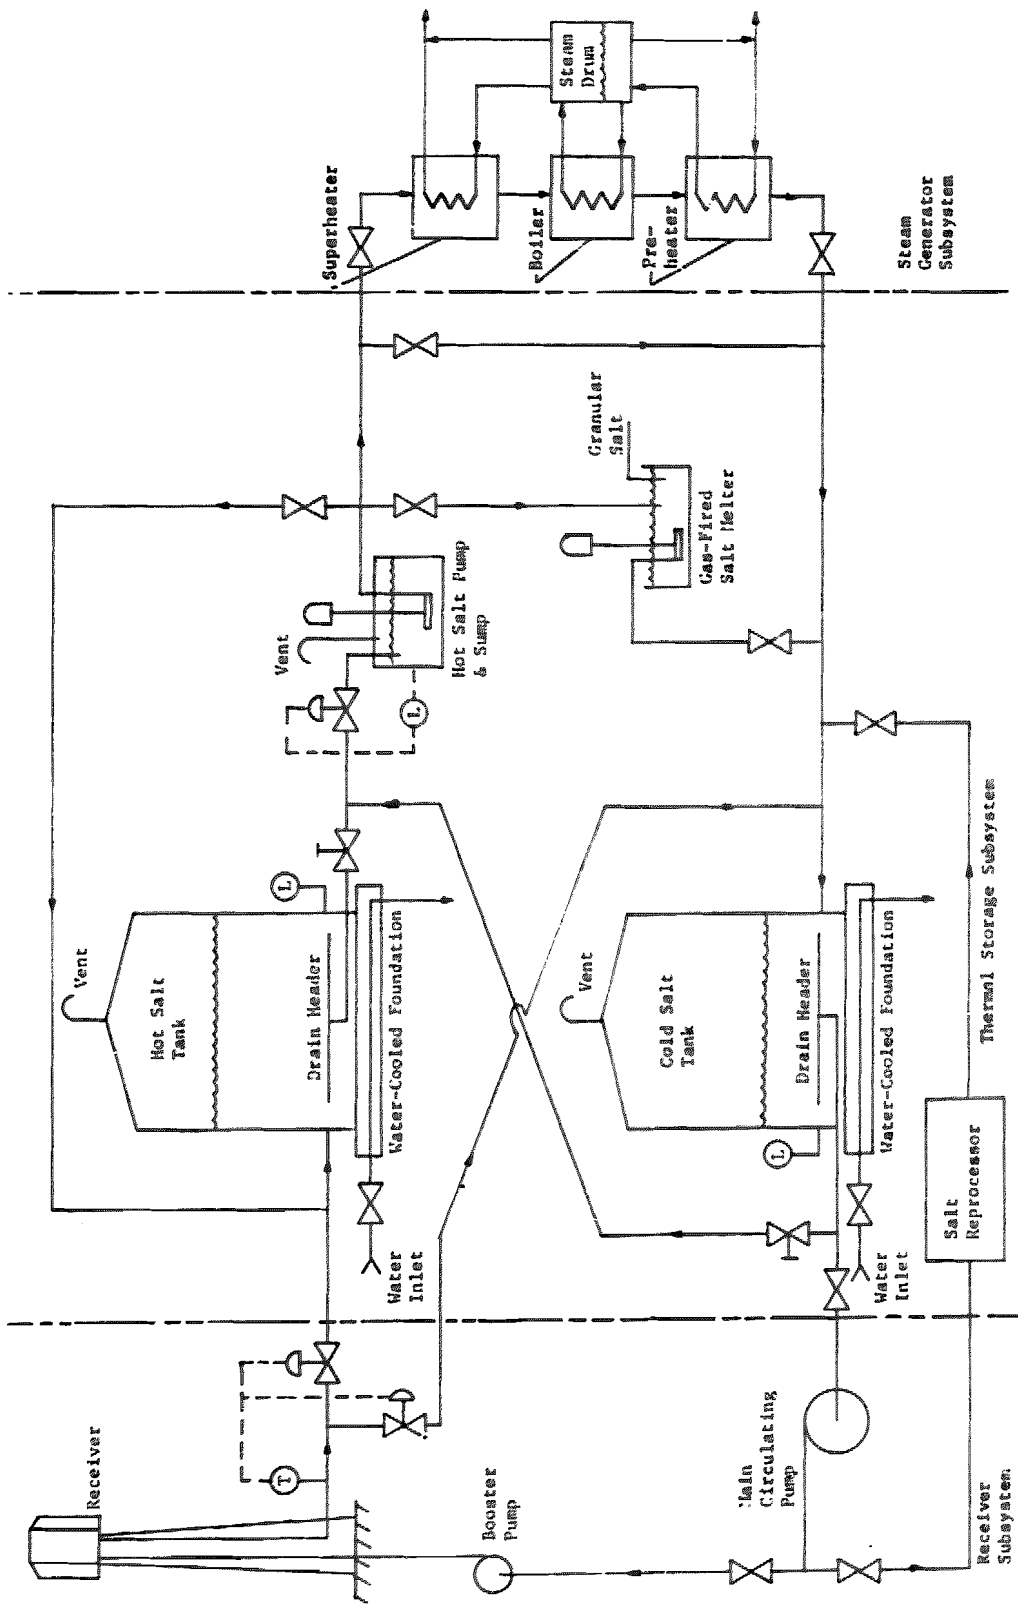 Receiver
T
Booster
Pump
Main
Circulating
Pump
Receiver
Subsystem
Vent
Hot Salt
Tank
Drain Header
L
Water-Cooled Foundation
Water
Inlet
Vent
Hot Salt Pump
& Sump
L
Granular
Salt
Gas-Fired
Salt Melter
Vent
Cold Salt
Tank
Drain Header
L
Water-Cooled Foundation
Water
Inlet
Salt
Reprocessor
Thermal Storage Subsystem
Superheater
Boiler
Pre-
heater
Steam
Drum
Steam
Generator
Subsystem